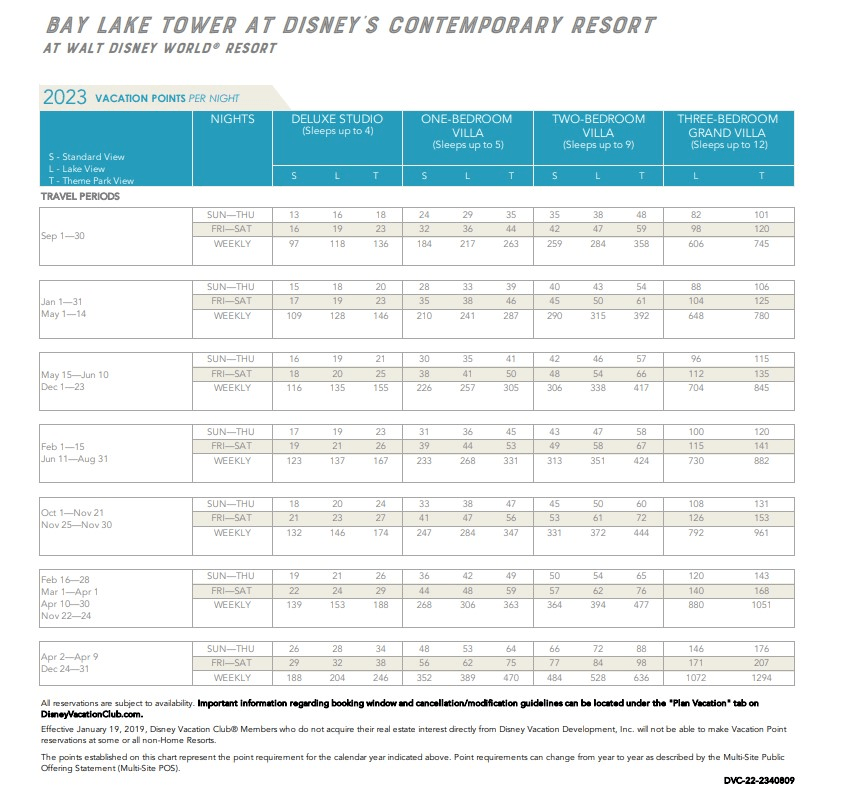 BAY LAKE TOWER AT DISNEY'S CONTEMPORARY RESORT
AT WALT DISNEY WORLD® RESORT
2023 VACATION POINTS PER NIGHT
S - Standard View
L - Lake View
T - Theme Park View
NIGHTS
DELUXE STUDIO
(Sleeps up to 4)
ONE-BEDROOM
VILLA
(Sleeps up to 5)
TWO-BEDROOM
VILLA
(Sleeps up to 9)
THREE-BEDROOM
GRAND VILLA
(Sleeps up to 12)
S L T S L T S L T L T
TRAVEL PERIODS
Sep 1—30
SUN—THU 13 16 18 24 29 35 35 38 48 82 101
FRI—SAT 16 19 23 32 36 44 42 47 59 98 120
WEEKLY 97 118 136 184 217 263 259 284 358 606 745
Jan 1—31
May 1—14
SUN—THU 15 18 20 28 33 39 40 43 54 88 106
FRI—SAT 17 19 23 35 38 46 45 50 61 104 125
WEEKLY 109 128 146 210 241 287 290 315 392 648 780
May 15—Jun 10
Dec 1—23
SUN—THU 16 19 21 30 35 41 42 46 57 96 115
FRI—SAT 18 20 25 38 41 50 48 54 66 112 135
WEEKLY 116 135 155 226 257 305 306 338 417 704 845
Feb 1—15
Jun 11—Aug 31
SUN—THU 17 19 23 31 36 45 43 47 58 100 120
FRI—SAT 19 21 26 39 44 53 49 58 67 115 141
WEEKLY 123 137 167 233 268 331 313 351 424 730 882
Oct 1—Nov 21
Nov 25—Nov 30
SUN—THU 18 20 24 33 38 47 45 50 60 108 131
FRI—SAT 21 23 27 41 47 56 53 61 72 126 153
WEEKLY 132 146 174 247 284 347 331 372 444 792 961
Feb 16—28
Mar 1—Apr 1
Apr 10—30
Nov 22—24
SUN—THU 19 21 26 36 42 49 50 54 65 120 143
FRI—SAT 22 24 29 44 48 59 57 62 76 140 168
WEEKLY 139 153 188 268 306 363 364 394 477 880 1051
Apr 2—Apr 9
Dec 24—31
SUN—THU 26 28 34 48 53 64 66 72 88 146 176
FRI—SAT 29 32 38 56 62 75 77 84 98 171 207
WEEKLY 188 204 246 352 389 470 484 528 636 1072 1294
All reservations are subject to availability. Important information regarding booking window and cancellation/modification guidelines can be located under the "Plan Vacation" tab on
DisneyVacationClub.com.
Effective January 19, 2019, Disney Vacation Club® Members who do not acquire their real estate interest directly from Disney Vacation Development, Inc. will not be able to make Vacation Point
reservations at some or all non-Home Resorts.
The points established on this chart represent the point requirement for the calendar year indicated above. Point requirements can change from year to year as described by the Multi-Site Public
Offering Statement (Multi-Site POS).
DVC-22-2340809